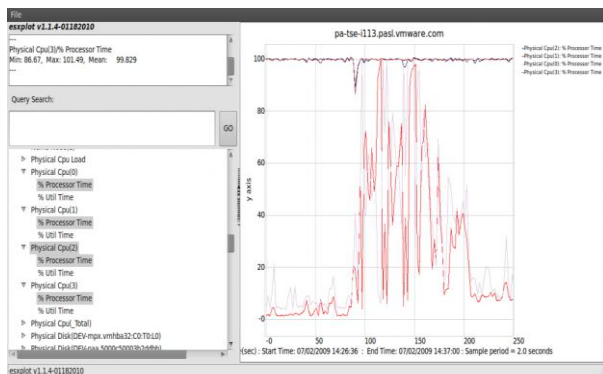 File
esxplot v1.1.4-01182010
---
Physical Cpu(3)/% Processor Time
Min: 86.67, Max: 101.49, Mean: 99.829
---
Query Search:
GO
Physical Cpu Load
Physical Cpu(0)
% Processor Time
% Util Time
Physical Cpu(1)
% Processor Time
% Util Time
Physical Cpu(2)
% Processor Time
% Util Time
Physical Cpu(3)
% Processor Time
% Util Time
Physical Cpu(_Total)
Physical Disk(DEV-mpx.vmhba32:C0:T0:L0)
pa-tse-i113.pasl.vmware.com
Physical Cpu(2): % Processor Time
Physical Cpu(1): % Processor Time
Physical Cpu(0): % Processor Time
Physical Cpu(3): % Processor Time
100
80
60
40
20
-0
y axis
-0 50 100 150 200 250
(sec) : Start Time: 07/02/2009 14:26:36 : End Time: 07/02/2009 14:37:00 : Sample period = 2.0 seconds
esxplot v1.1.4-01182010